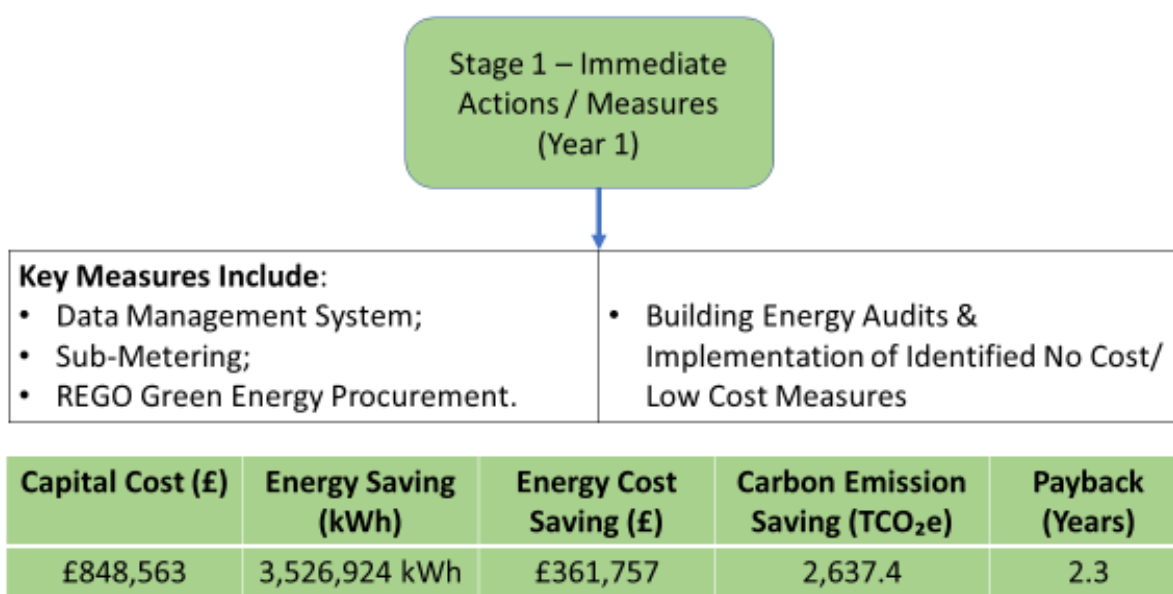 Stage 1 – Immediate
Actions / Measures
(Year 1)
Key Measures Include:
• Data Management System;
• Sub-Metering;
• REGO Green Energy Procurement.
• Building Energy Audits &
Implementation of Identified No Cost/
Low Cost Measures
Capital Cost (£) Energy Saving (kWh) Energy Cost Saving (£) Carbon Emission Saving (TCO₂e) Payback (Years)
£848,563 3,526,924 kWh £361,757 2,637.4 2.3